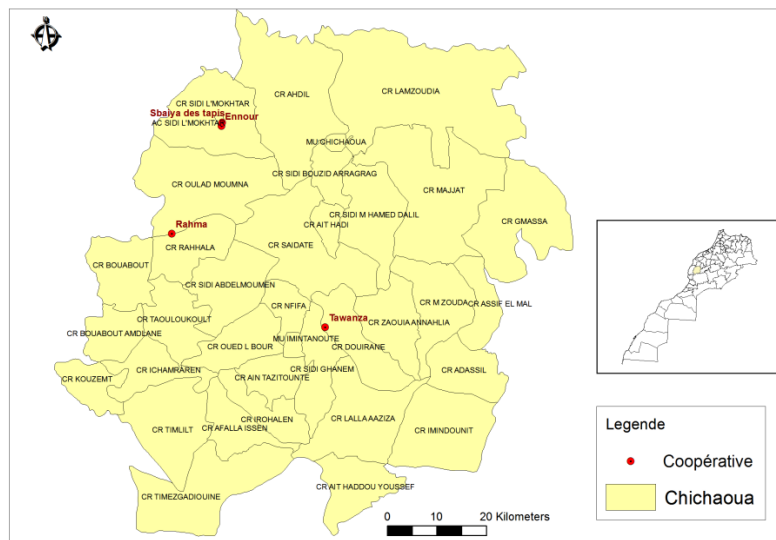 CR LAMZOUDIA
CR AHDIL
CR SIDI L'MOKHTAR
Sbaiya des tapis
Ennour
AC SIDI L'MOKHTAR
MU CHICHAOUA
CR SIDI BOUZID ARRAGRAG
CR OULAD MOUMNA
CR MAJJAT
CR SIDI M HAMED DALIL
CR GMASSA
CR AIT HADI
Rahma
CR RAHHALA
CR SAIDATE
CR BOUABOUT
CR SIDI ABDELMOUMEN
CR NFIFA
CR M ZOUDA
CR ASSIF EL MAL
CR TAOULOUKOULT
Tawanza
CR ZAOUIA ANNAHLIA
CR BOUABOUT AMDLANE
MU IMINTANOUTE
CR OUED L BOUR
CR DOUIRANE
CR ICHAMRAREN
CR SIDI GHANEM
CR ADASSIL
CR KOUZEMT
CR AIN TAZITOUNTE
CR IROHALEN
CR LALLA AAZIZA
CR TIMLILT
CR AFALLA ISSEN
CR IMINDOUNIT
CR AIT HADDOU YOUSSEF
CR TIMEZGADIOUINE
0 10 20 Kilometers
Legende
Coopérative
Chichaoua